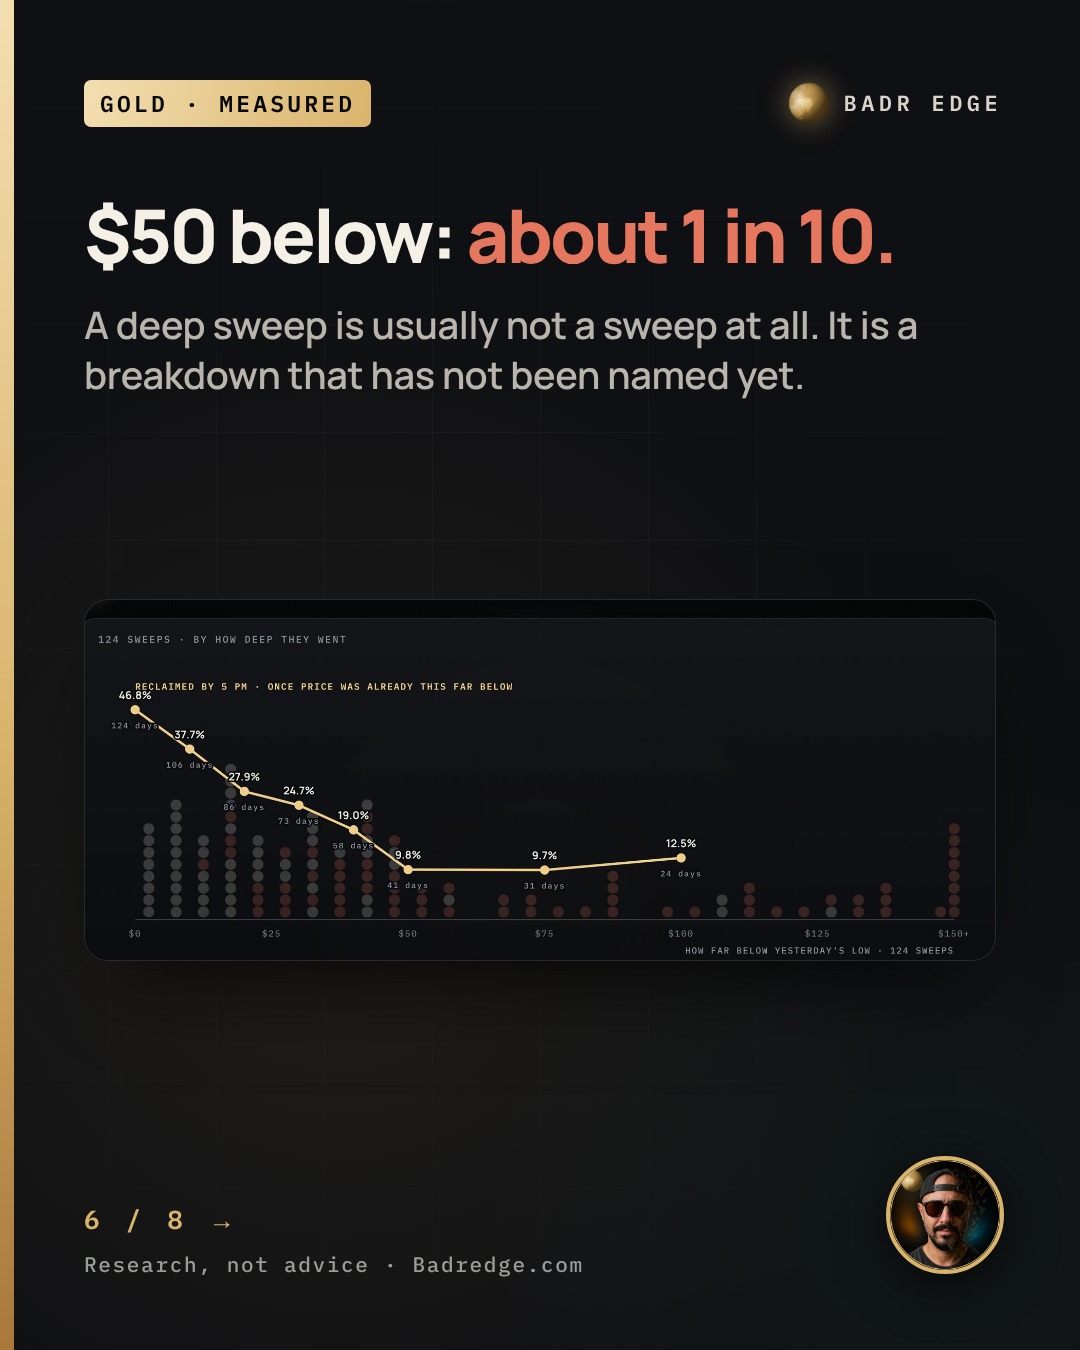 GOLD · MEASURED
BADR EDGE
$50 below: about 1 in 10.
A deep sweep is usually not a sweep at all. It is a
breakdown that has not been named yet.
124 SWEEPS · BY HOW DEEP THEY WENT
RECLAIMED BY 5 PM · ONCE PRICE WAS ALREADY THIS FAR BELOW
46.8%
124 days
37.7%
106 days
27.9%
86 days
24.7%
73 days
19.0%
58 days
9.8%
41 days
9.7%
31 days
12.5%
24 days
$0 $25 $50 $75 $100 $125 $150+
HOW FAR BELOW YESTERDAY'S LOW · 124 SWEEPS
6 / 8 →
Research, not advice · Badredge.com